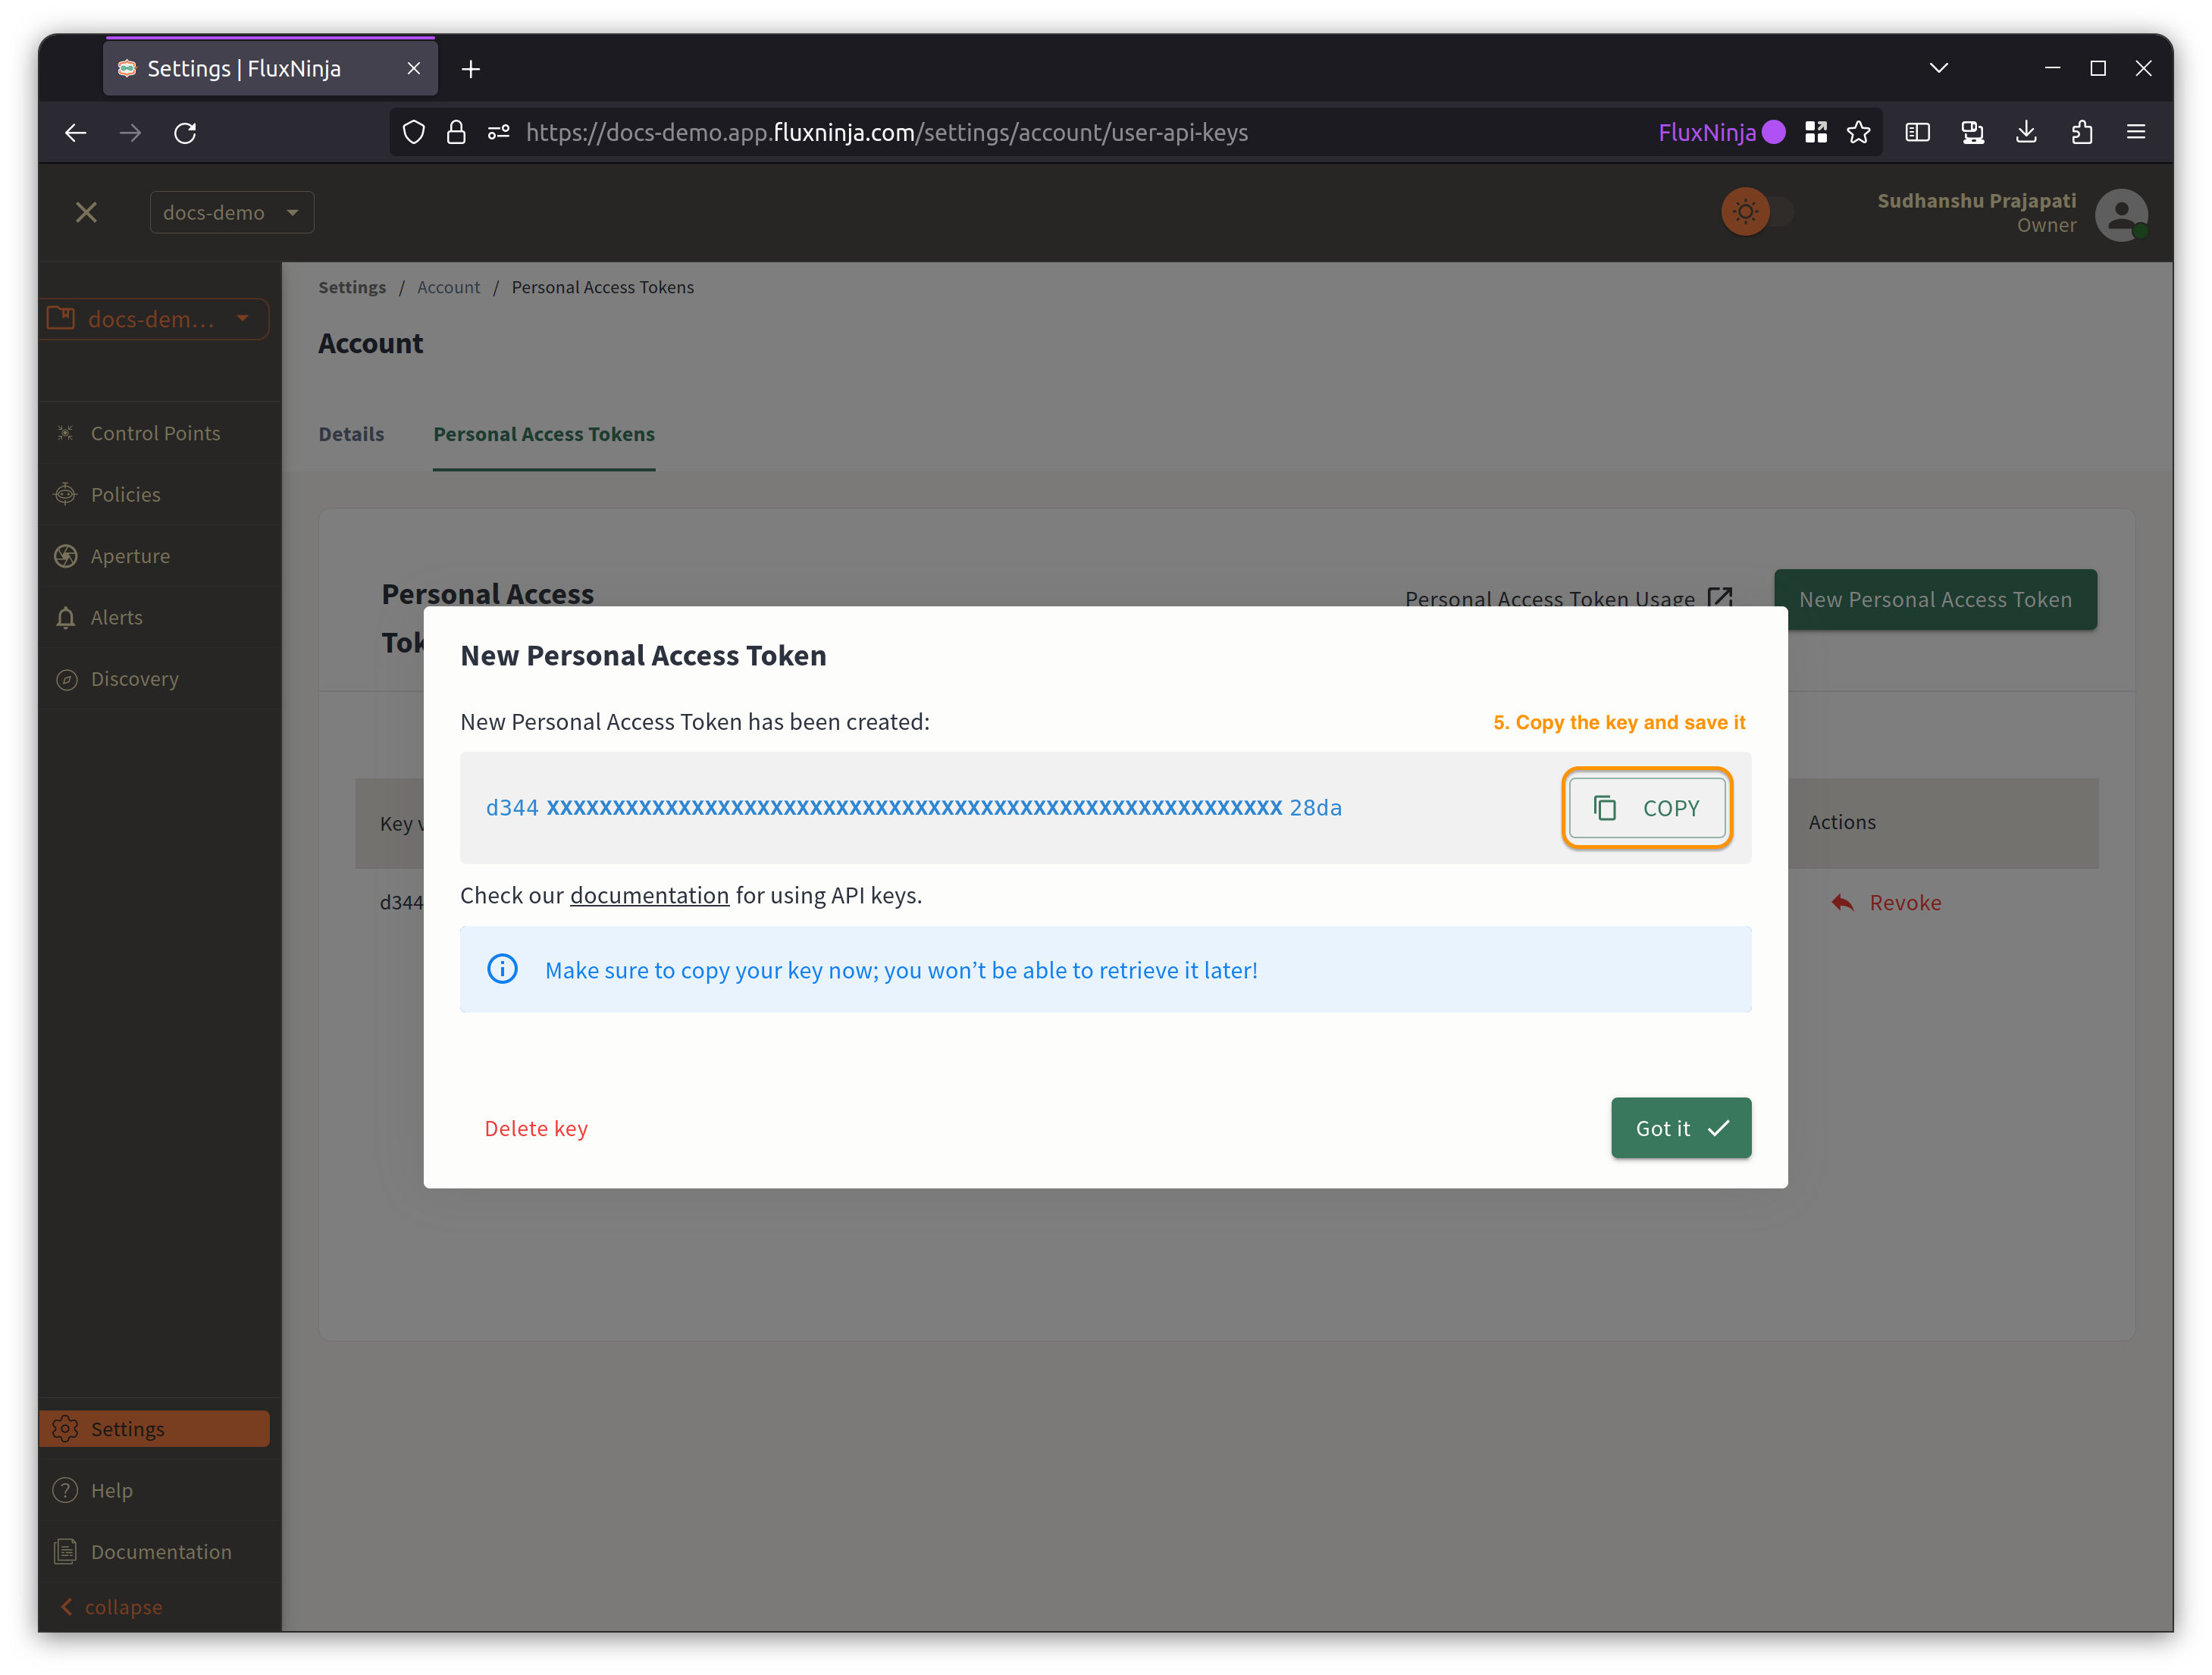 Settings | FluxNinja
https://docs-demo.app.fluxninja.com/settings/account/user-api-keys
FluxNinja
docs-demo
Sudhanshu Prajapati
Owner
docs-dem...
Settings / Account / Personal Access Tokens
Account
Details
Personal Access Tokens
Control Points
Policies
Aperture
Alerts
Discovery
Personal Access
Tok
Personal Access Token Usage
New Personal Access Token
New Personal Access Token
New Personal Access Token has been created:
5. Copy the key and save it
d344 XXXXXXXXXXXXXXXXXXXXXXXXXXXXXXXXXXXXXXXXXXXXXXXXXXXXXXXX 28da
COPY
Key v
Actions
d344
Revoke
Check our documentation for using API keys.
Make sure to copy your key now; you won’t be able to retrieve it later!
Delete key
Got it
Settings
Help
Documentation
collapse